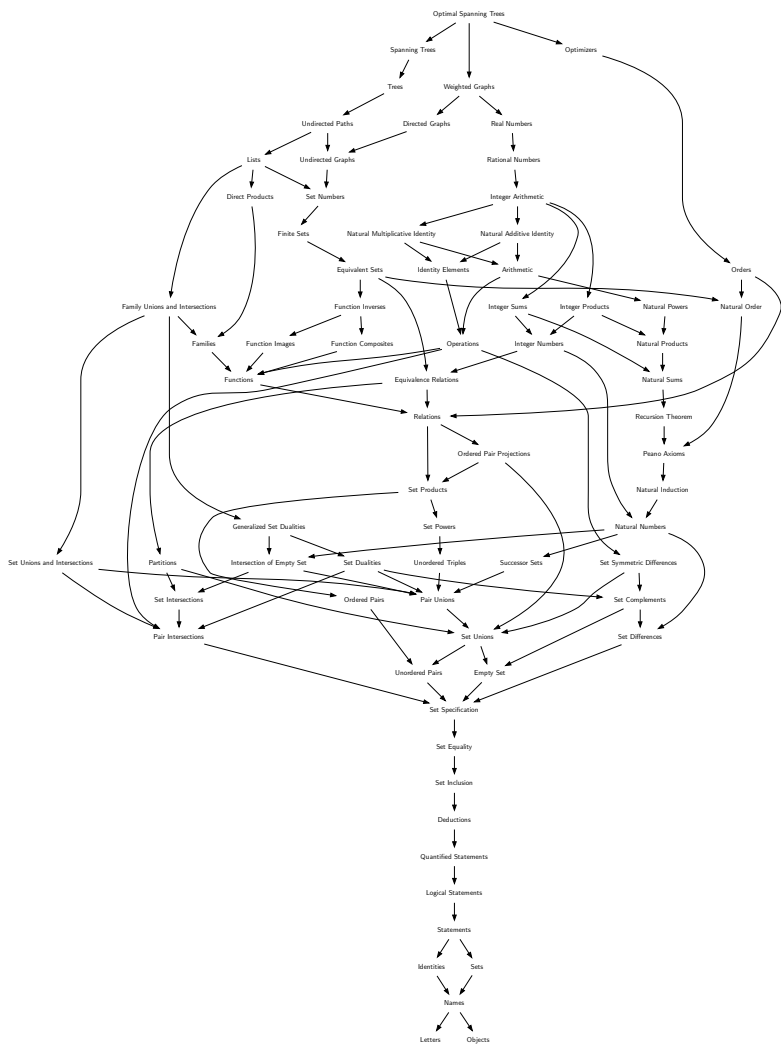 Optimal Spanning Trees
Spanning Trees
Optimizers
Trees
Weighted Graphs
Undirected Paths
Directed Graphs
Real Numbers
Lists
Undirected Graphs
Rational Numbers
Direct Products
Set Numbers
Integer Arithmetic
Finite Sets
Natural Multiplicative Identity
Natural Additive Identity
Equivalent Sets
Identity Elements
Arithmetic
Orders
Family Unions and Intersections
Function Inverses
Integer Sums
Integer Products
Natural Powers
Natural Order
Families
Function Images
Function Composites
Operations
Integer Numbers
Natural Products
Functions
Equivalence Relations
Natural Sums
Relations
Recursion Theorem
Ordered Pair Projections
Peano Axioms
Set Products
Natural Induction
Generalized Set Dualities
Set Powers
Natural Numbers
Set Unions and Intersections
Partitions
Intersection of Empty Set
Set Dualities
Unordered Triples
Successor Sets
Set Symmetric Differences
Set Intersections
Ordered Pairs
Pair Unions
Set Complements
Pair Intersections
Set Unions
Set Differences
Unordered Pairs
Empty Set
Set Specification
Set Equality
Set Inclusion
Deductions
Quantified Statements
Logical Statements
Statements
Identities
Sets
Names
Letters
Objects